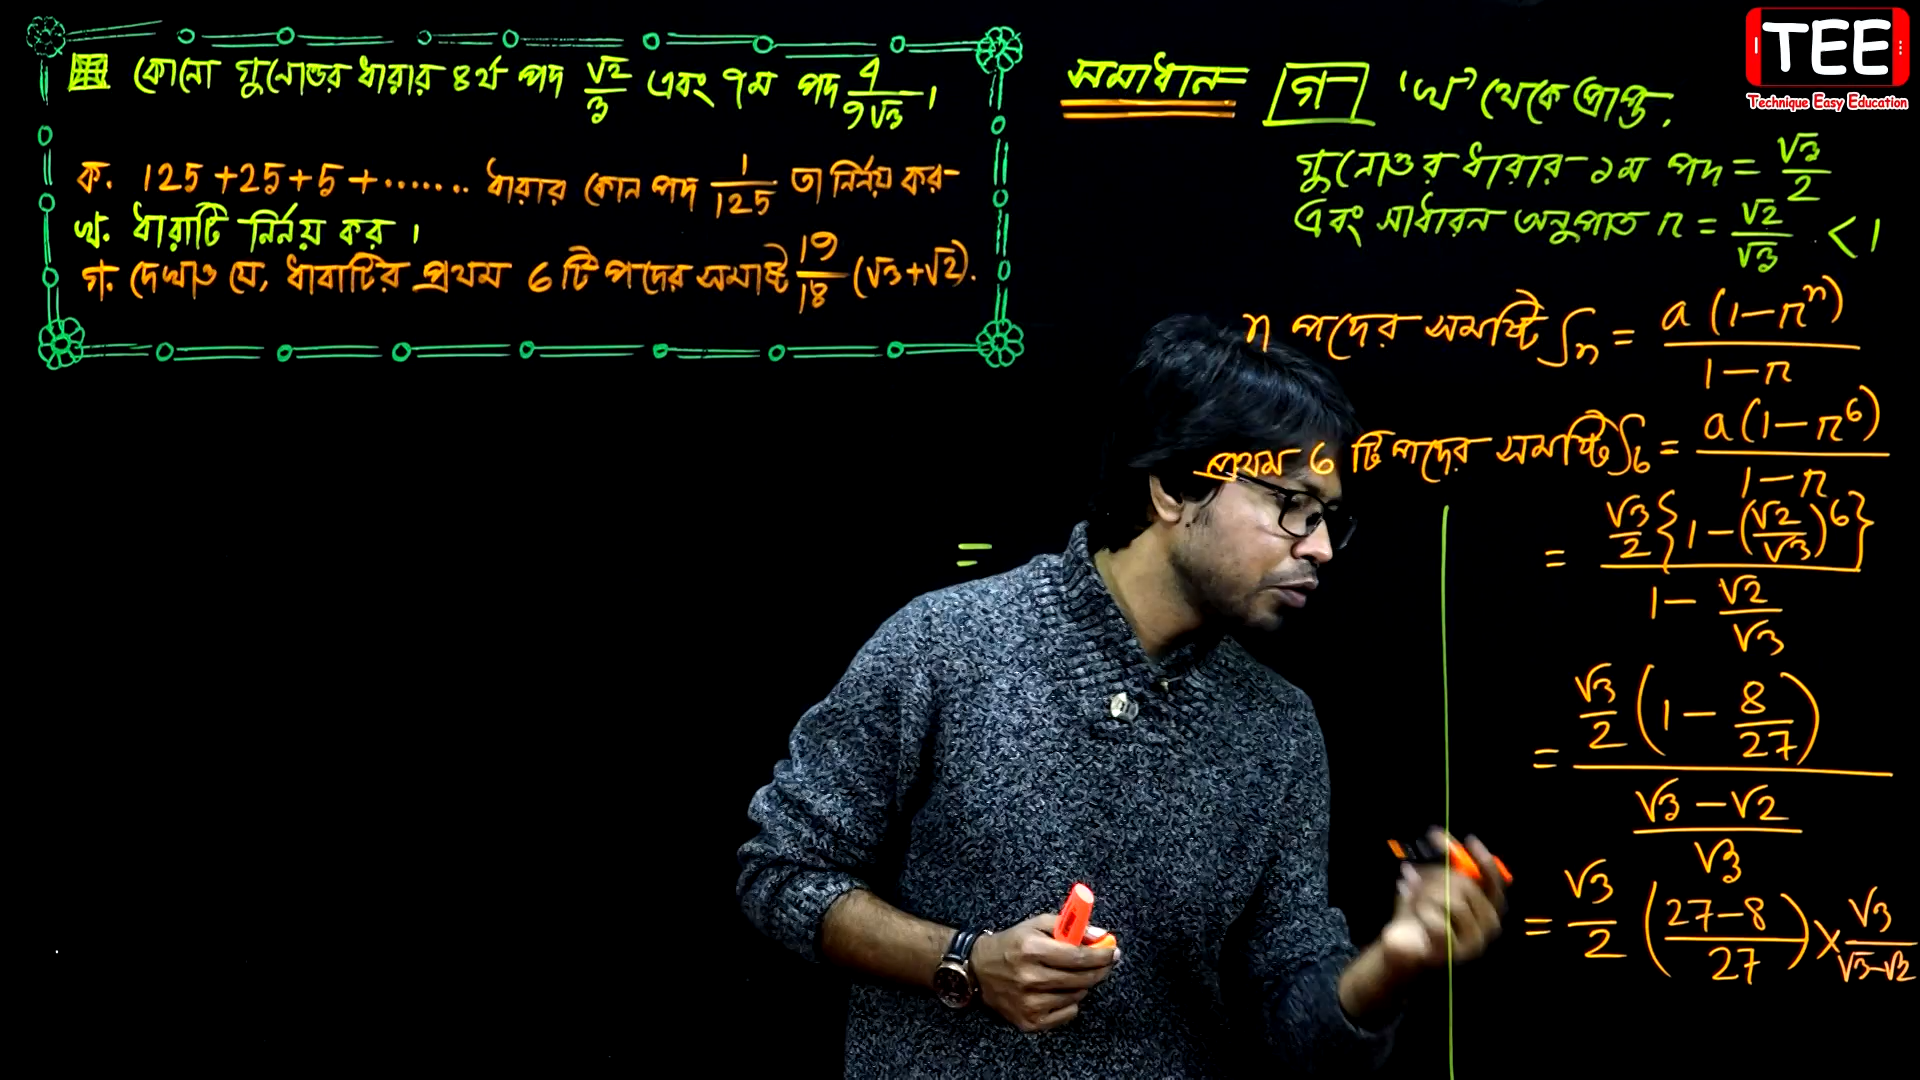 কোনো গুনোত্তর ধারার ৪র্থ পদ √2/3 এবং ৭ম পদ 4/9√3 ।
ক. 125 + 25 + 5 + ....... ধারার কোন পদ 1/125 তা নির্নয় কর
খ. ধারাটি নির্নয় কর ।
গ. দেখাও যে, ধারাটির প্রথম 6 টি পদের সমষ্টি 19/18 (√3+√2).
TEE
Technique Easy Education
সমাধান গ 'খ' থেকে প্রাপ্ত,
গুনোত্তর ধারার ১ম পদ = √3/2
এবং সাধারন অনুপাত r = √2/√3 < 1
n পদের সমষ্টি Sn = a(1-r^n)/1-r
প্রথম 6 টি পদের সমষ্টি S6 = a(1-r^6)/1-r
= √3/2{1-(√2/√3)^6}/1-√2/√3
= √3/2(1-8/27)/√3-√2/√3
= √3/2(27-8/27)×√3/√3-√2
=